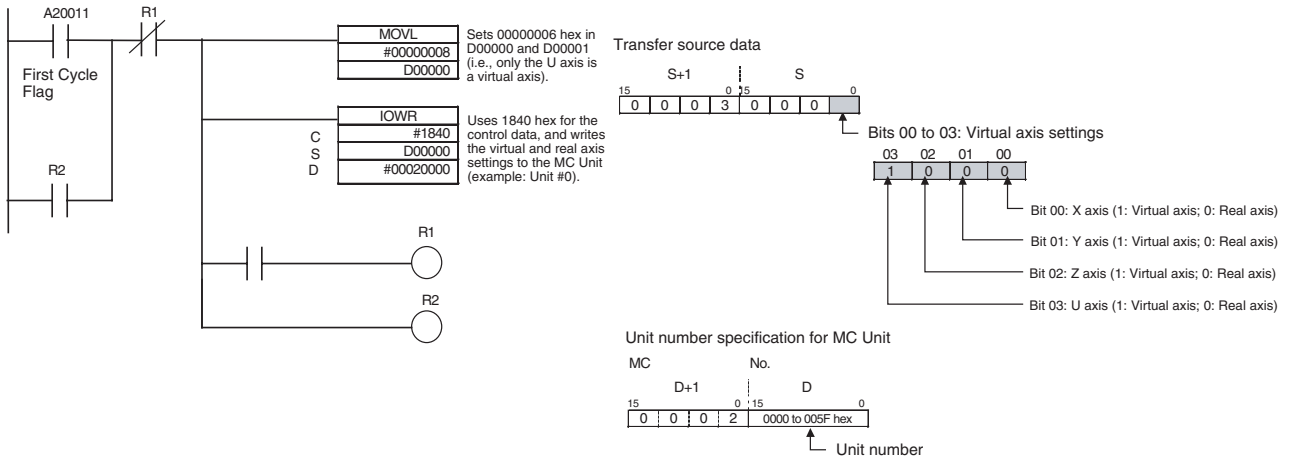 A20011
R1
First Cycle
Flag
R2
MOVL
#00000008
D00000
Sets 00000006 hex in
D00000 and D00001
(i.e., only the U axis is
a virtual axis).
IOWR
C #1840
S D00000
D #00020000
Uses 1840 hex for the
control data, and writes
the virtual and real axis
settings to the MC Unit
(example: Unit #0).
R1
R2
Transfer source data
S+1 S
15 0 15 0
0 0 0 3 0 0 0
Bits 00 to 03: Virtual axis settings
03 02 01 00
1 0 0 0
Bit 00: X axis (1: Virtual axis; 0: Real axis)
Bit 01: Y axis (1: Virtual axis; 0: Real axis)
Bit 02: Z axis (1: Virtual axis; 0: Real axis)
Bit 03: U axis (1: Virtual axis; 0: Real axis)
Unit number specification for MC Unit
MC No.
D+1 D
15 0 15 0
0 0 0 2 0000 to 005F hex
Unit number